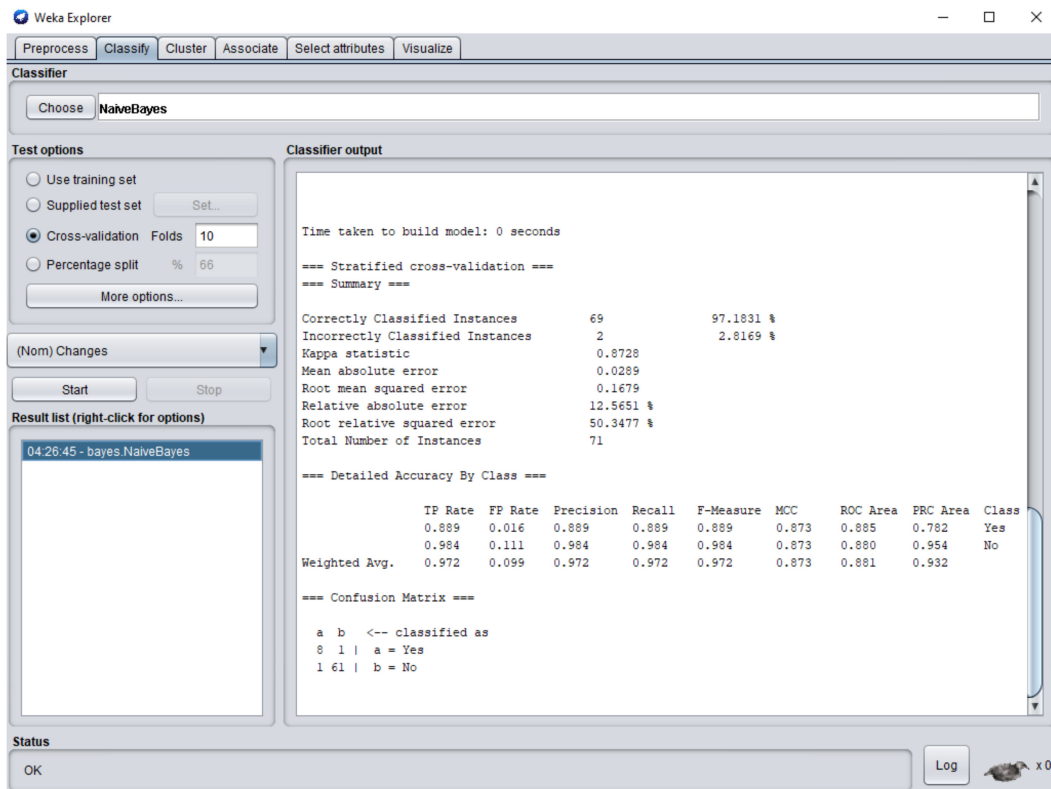 Weka Explorer
Preprocess Classify Cluster Associate Select attributes Visualize
Classifier
Choose NaiveBayes
Test options
Use training set
Supplied test set Set...
Cross-validation Folds 10
Percentage split % 66
More options...
(Nom) Changes
Start Stop
Result list (right-click for options)
04:26:45 - bayes.NaiveBayes
Classifier output
Time taken to build model: 0 seconds
=== Stratified cross-validation ===
=== Summary ===
Correctly Classified Instances 69 97.1831 %
Incorrectly Classified Instances 2 2.8169 %
Kappa statistic 0.8728
Mean absolute error 0.0289
Root mean squared error 0.1679
Relative absolute error 12.5651 %
Root relative squared error 50.3477 %
Total Number of Instances 71
=== Detailed Accuracy By Class ===
TP Rate FP Rate Precision Recall F-Measure MCC ROC Area PRC Area Class
0.889 0.016 0.889 0.889 0.889 0.873 0.885 0.782 Yes
0.984 0.111 0.984 0.984 0.984 0.873 0.880 0.954 No
Weighted Avg. 0.972 0.099 0.972 0.972 0.972 0.873 0.881 0.932
=== Confusion Matrix ===
a b <-- classified as
8 1 | a = Yes
1 61 | b = No
Status
OK
Log
x 0